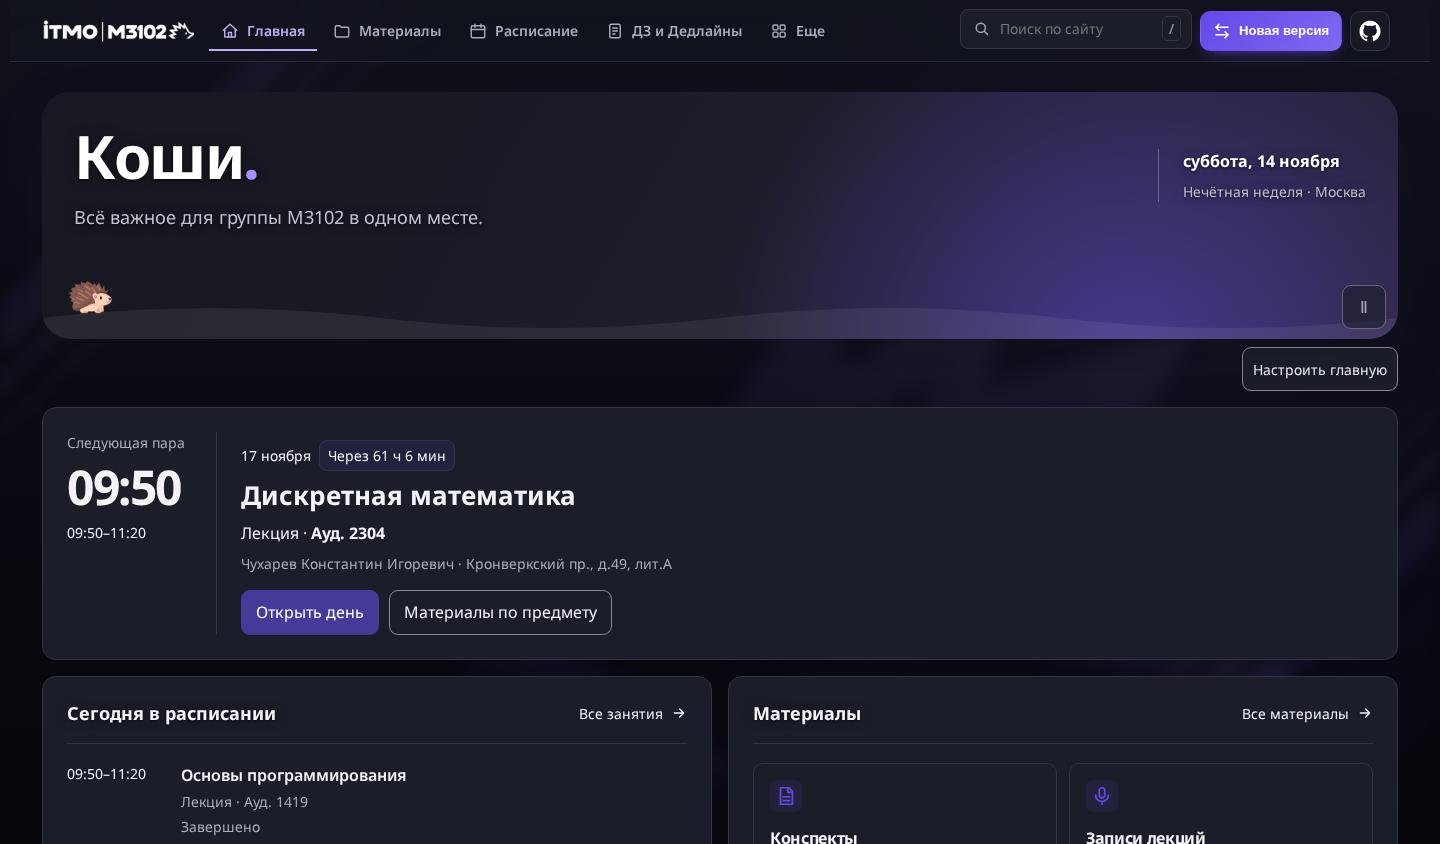 iTMO | M3102
Главная
Материалы
Расписание
ДЗ и Дедлайны
Еще
Поиск по сайту
/
Новая версия
Коши.
Всё важное для группы M3102 в одном месте.
суббота, 14 ноября
Нечётная неделя · Москва
Настроить главную
Следующая пара
09:50
09:50–11:20
17 ноября
Через 61 ч 6 мин
Дискретная математика
Лекция · Ауд. 2304
Чухарев Константин Игоревич · Кронверкский пр., д.49, лит.А
Открыть день
Материалы по предмету
Сегодня в расписании
Все занятия →
09:50–11:20
Основы программирования
Лекция · Ауд. 1419
Завершено
Материалы
Все материалы →
Конспекты
Записи лекций